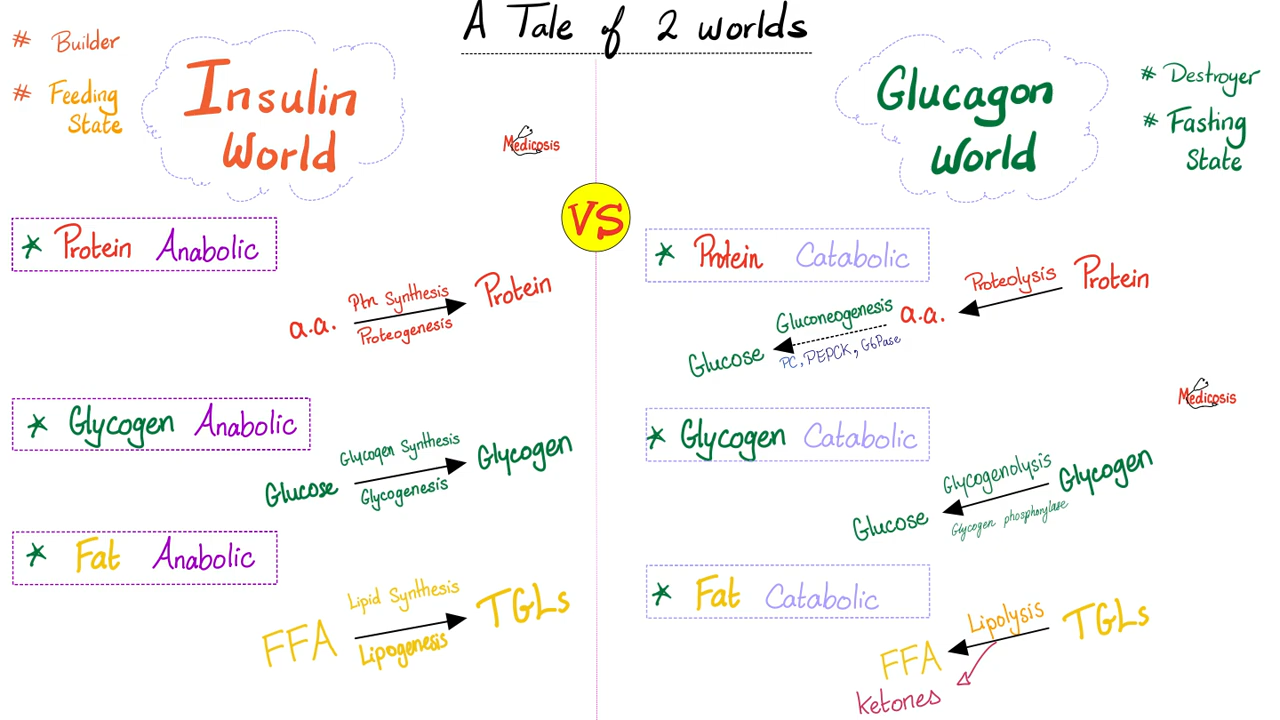 A Tale of 2 worlds
# Builder
# Feeding
State
Insulin
World
Medicosis
VS
Glucagon
World
# Destroyer
# Fasting
State
* Protein Anabolic
a.a.
Ptn Synthesis
Proteogenesis
Protein
* Glycogen Anabolic
Glucose
Glycogen Synthesis
Glycogenesis
Glycogen
* Fat Anabolic
FFA
Lipid Synthesis
Lipogenesis
TGLs
* Protein Catabolic
Protein
Proteolysis
a.a.
Gluconeogenesis
PC, PEPCK, G6Pase
Glucose
Medicosis
* Glycogen Catabolic
Glycogen
Glycogenolysis
Glycogen phosphorylase
Glucose
* Fat Catabolic
TGLs
Lipolysis
FFA
Ketones